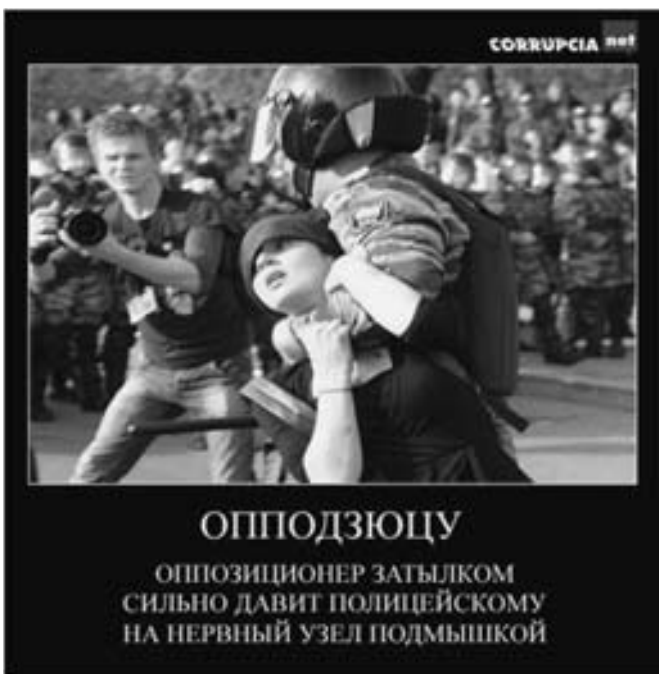 CORRUPCIA net
ОППОДЗЮЦУ
ОППОЗИЦИОНЕР ЗАТЫЛКОМ
СИЛЬНО ДАВИТ ПОЛИЦЕЙСКОМУ
НА НЕРВНЫЙ УЗЕЛ ПОДМЫШКОЙ